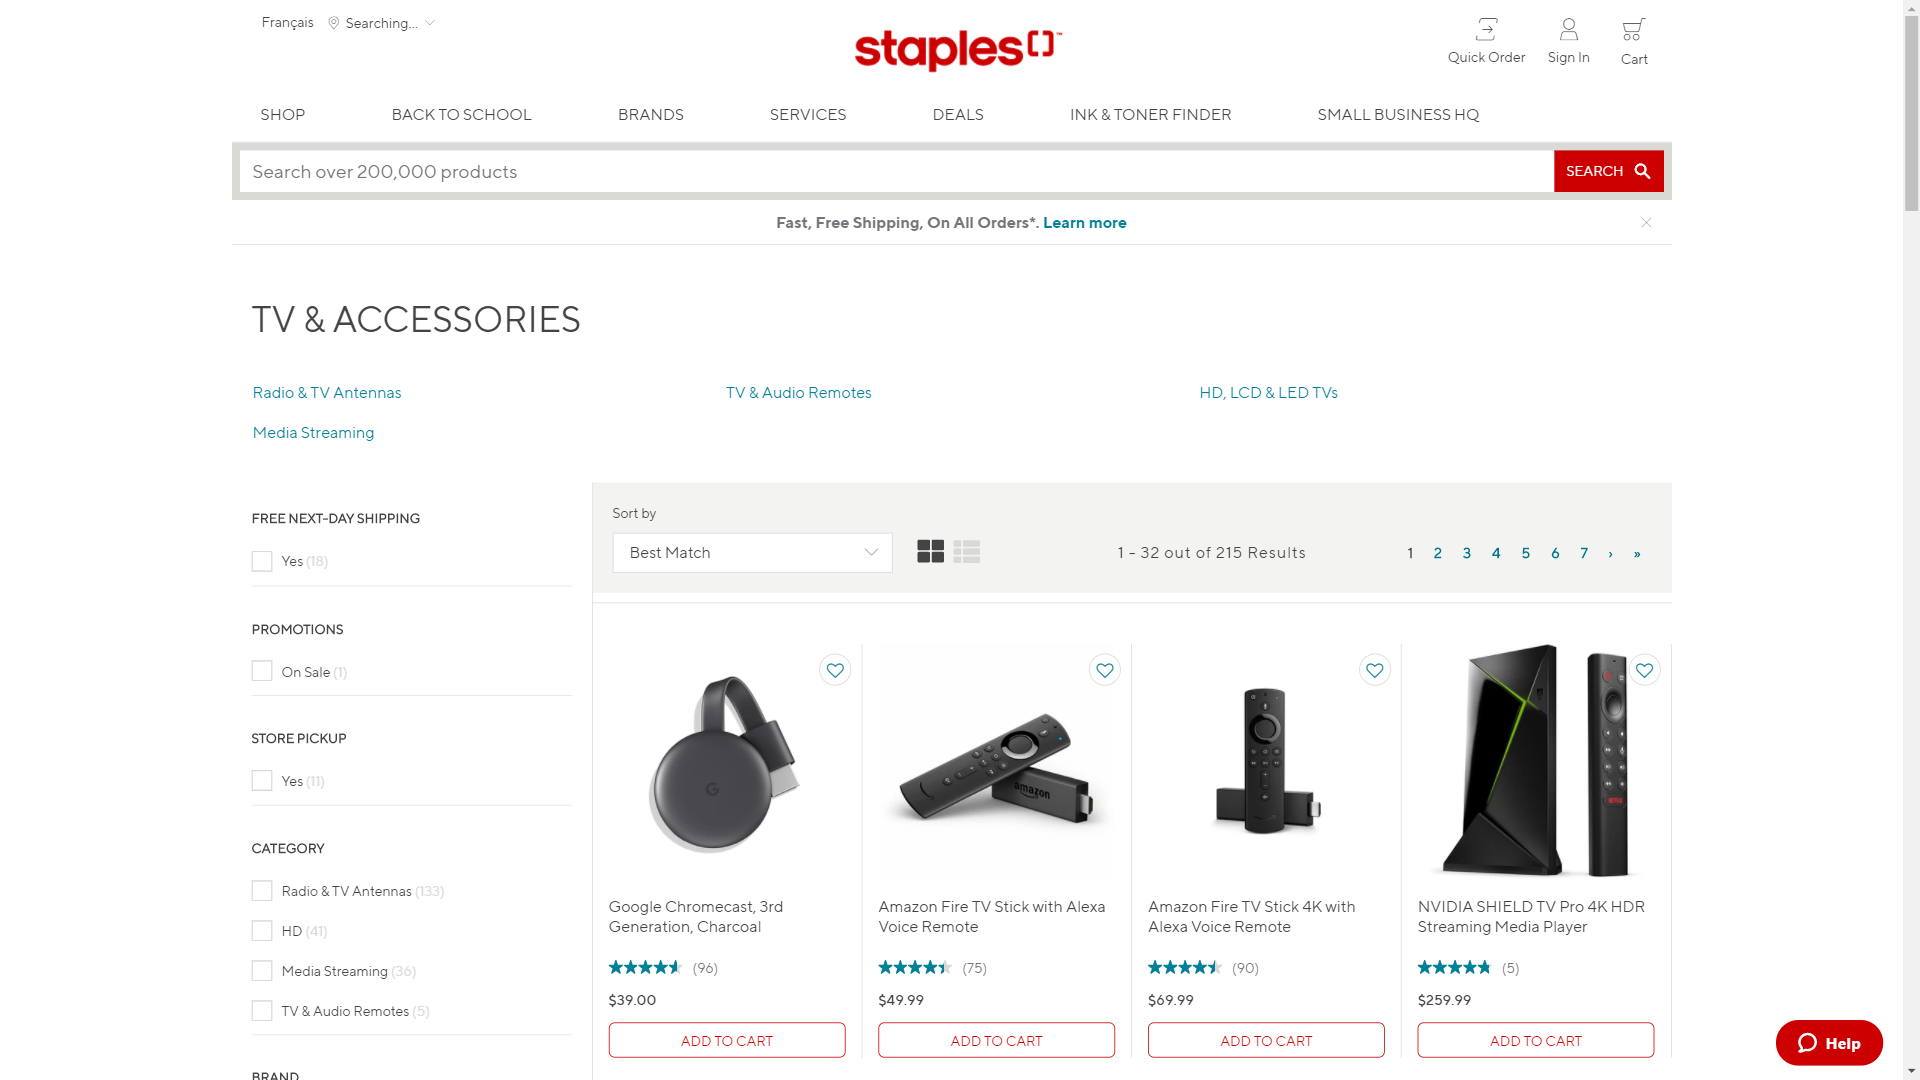 Français
Searching...
staples
Quick Order
Sign In
Cart
SHOP
BACK TO SCHOOL
BRANDS
SERVICES
DEALS
INK & TONER FINDER
SMALL BUSINESS HQ
Search over 200,000 products
SEARCH
Fast, Free Shipping, On All Orders*. Learn more
TV & ACCESSORIES
Radio & TV Antennas
TV & Audio Remotes
HD, LCD & LED TVs
Media Streaming
FREE NEXT-DAY SHIPPING
Yes (18)
PROMOTIONS
On Sale (1)
STORE PICKUP
Yes (11)
CATEGORY
Radio & TV Antennas (133)
HD (41)
Media Streaming (36)
TV & Audio Remotes (5)
BRAND
Sort by
Best Match
1 - 32 out of 215 Results
1 2 3 4 5 6 7 › »
G
amazon
Google Chromecast, 3rd
Generation, Charcoal
(96)
$39.00
ADD TO CART
Amazon Fire TV Stick with Alexa
Voice Remote
(75)
$49.99
ADD TO CART
Amazon Fire TV Stick 4K with
Alexa Voice Remote
(90)
$69.99
ADD TO CART
NVIDIA SHIELD TV Pro 4K HDR
Streaming Media Player
(5)
$259.99
ADD TO CART
Help